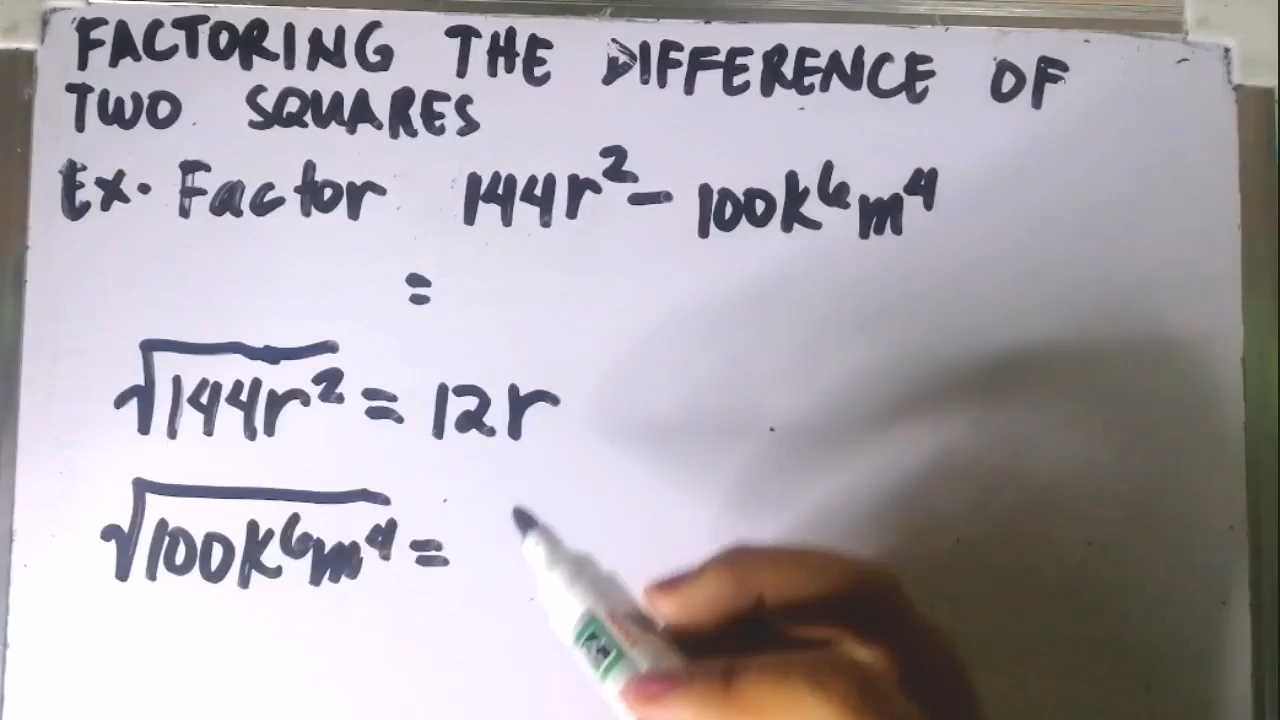 FACTORING THE DIFFERENCE OF
TWO SQUARES
Ex. Factor 144r² - 100k⁶m⁴
=
√144r² = 12r
√100k⁶m⁴ =